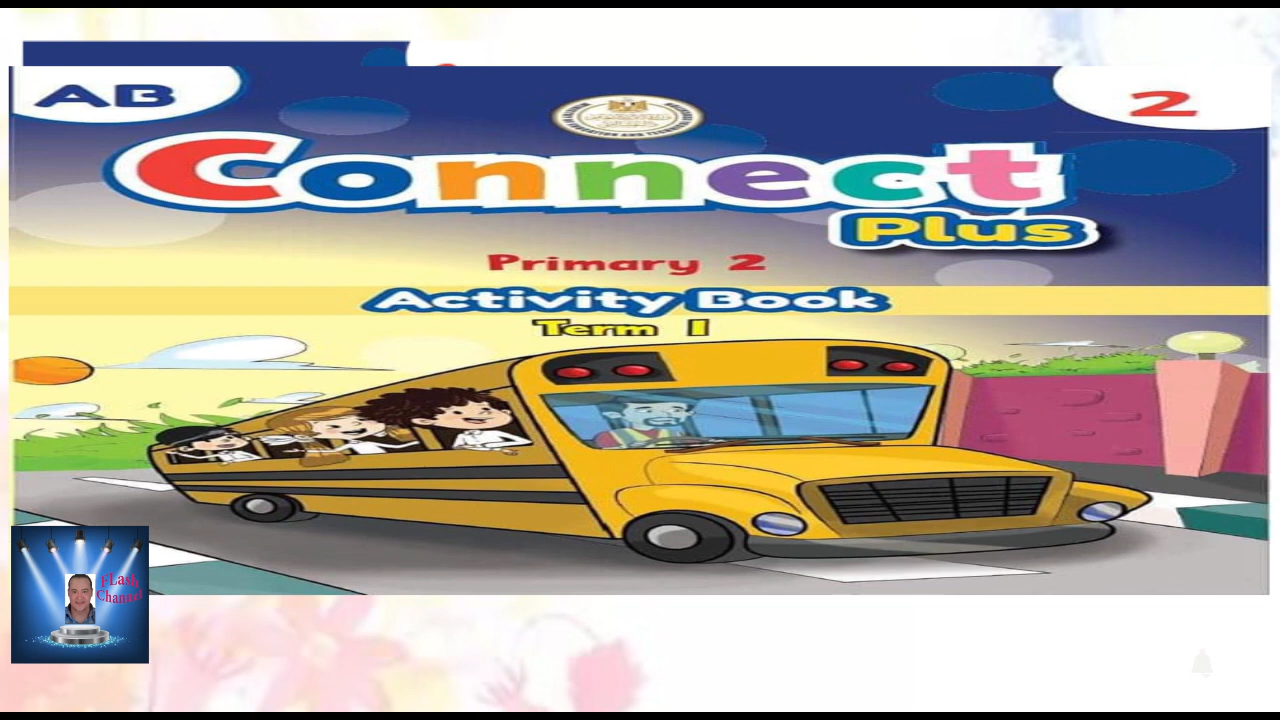 AB
2
Connect
Plus
Primary 2
Activity Book
Term 1
FLash
Channel